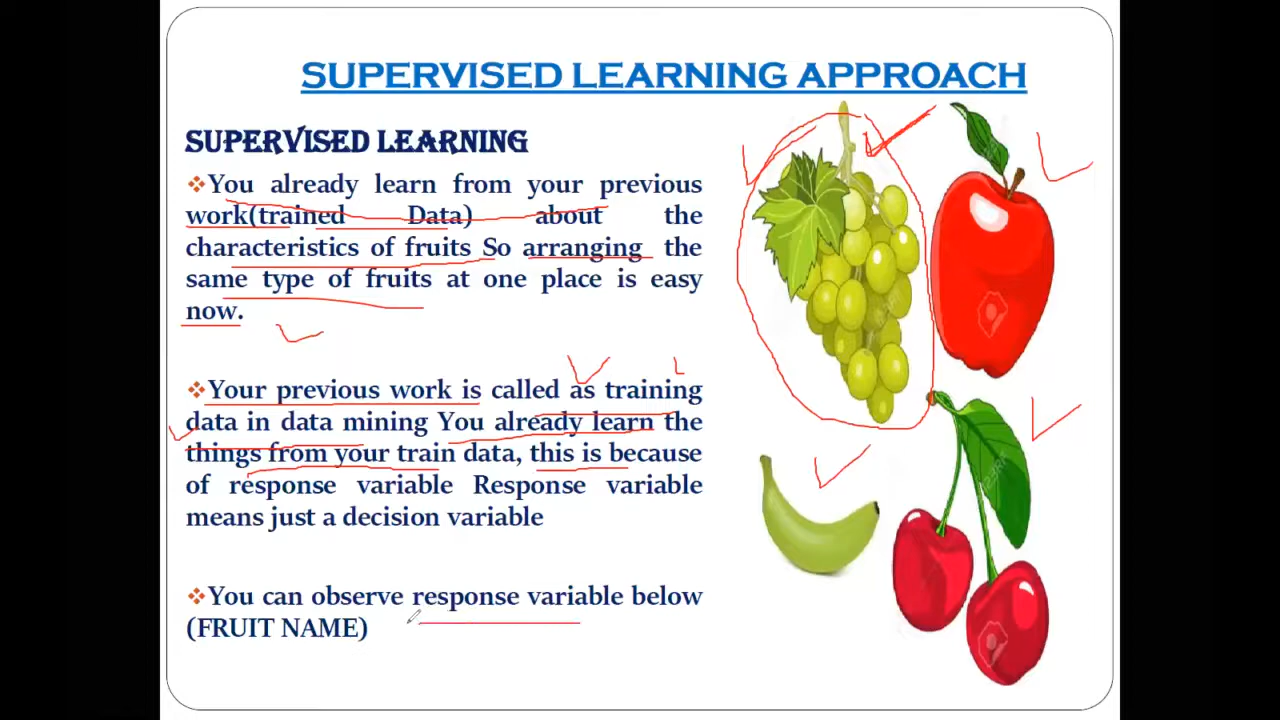 SUPERVISED LEARNING APPROACH
SUPERVISED LEARNING
❖You already learn from your previous
work(trained Data) about the
characteristics of fruits So arranging the
same type of fruits at one place is easy
now.
❖Your previous work is called as training
data in data mining You already learn the
things from your train data, this is because
of response variable Response variable
means just a decision variable
❖You can observe response variable below
(FRUIT NAME)